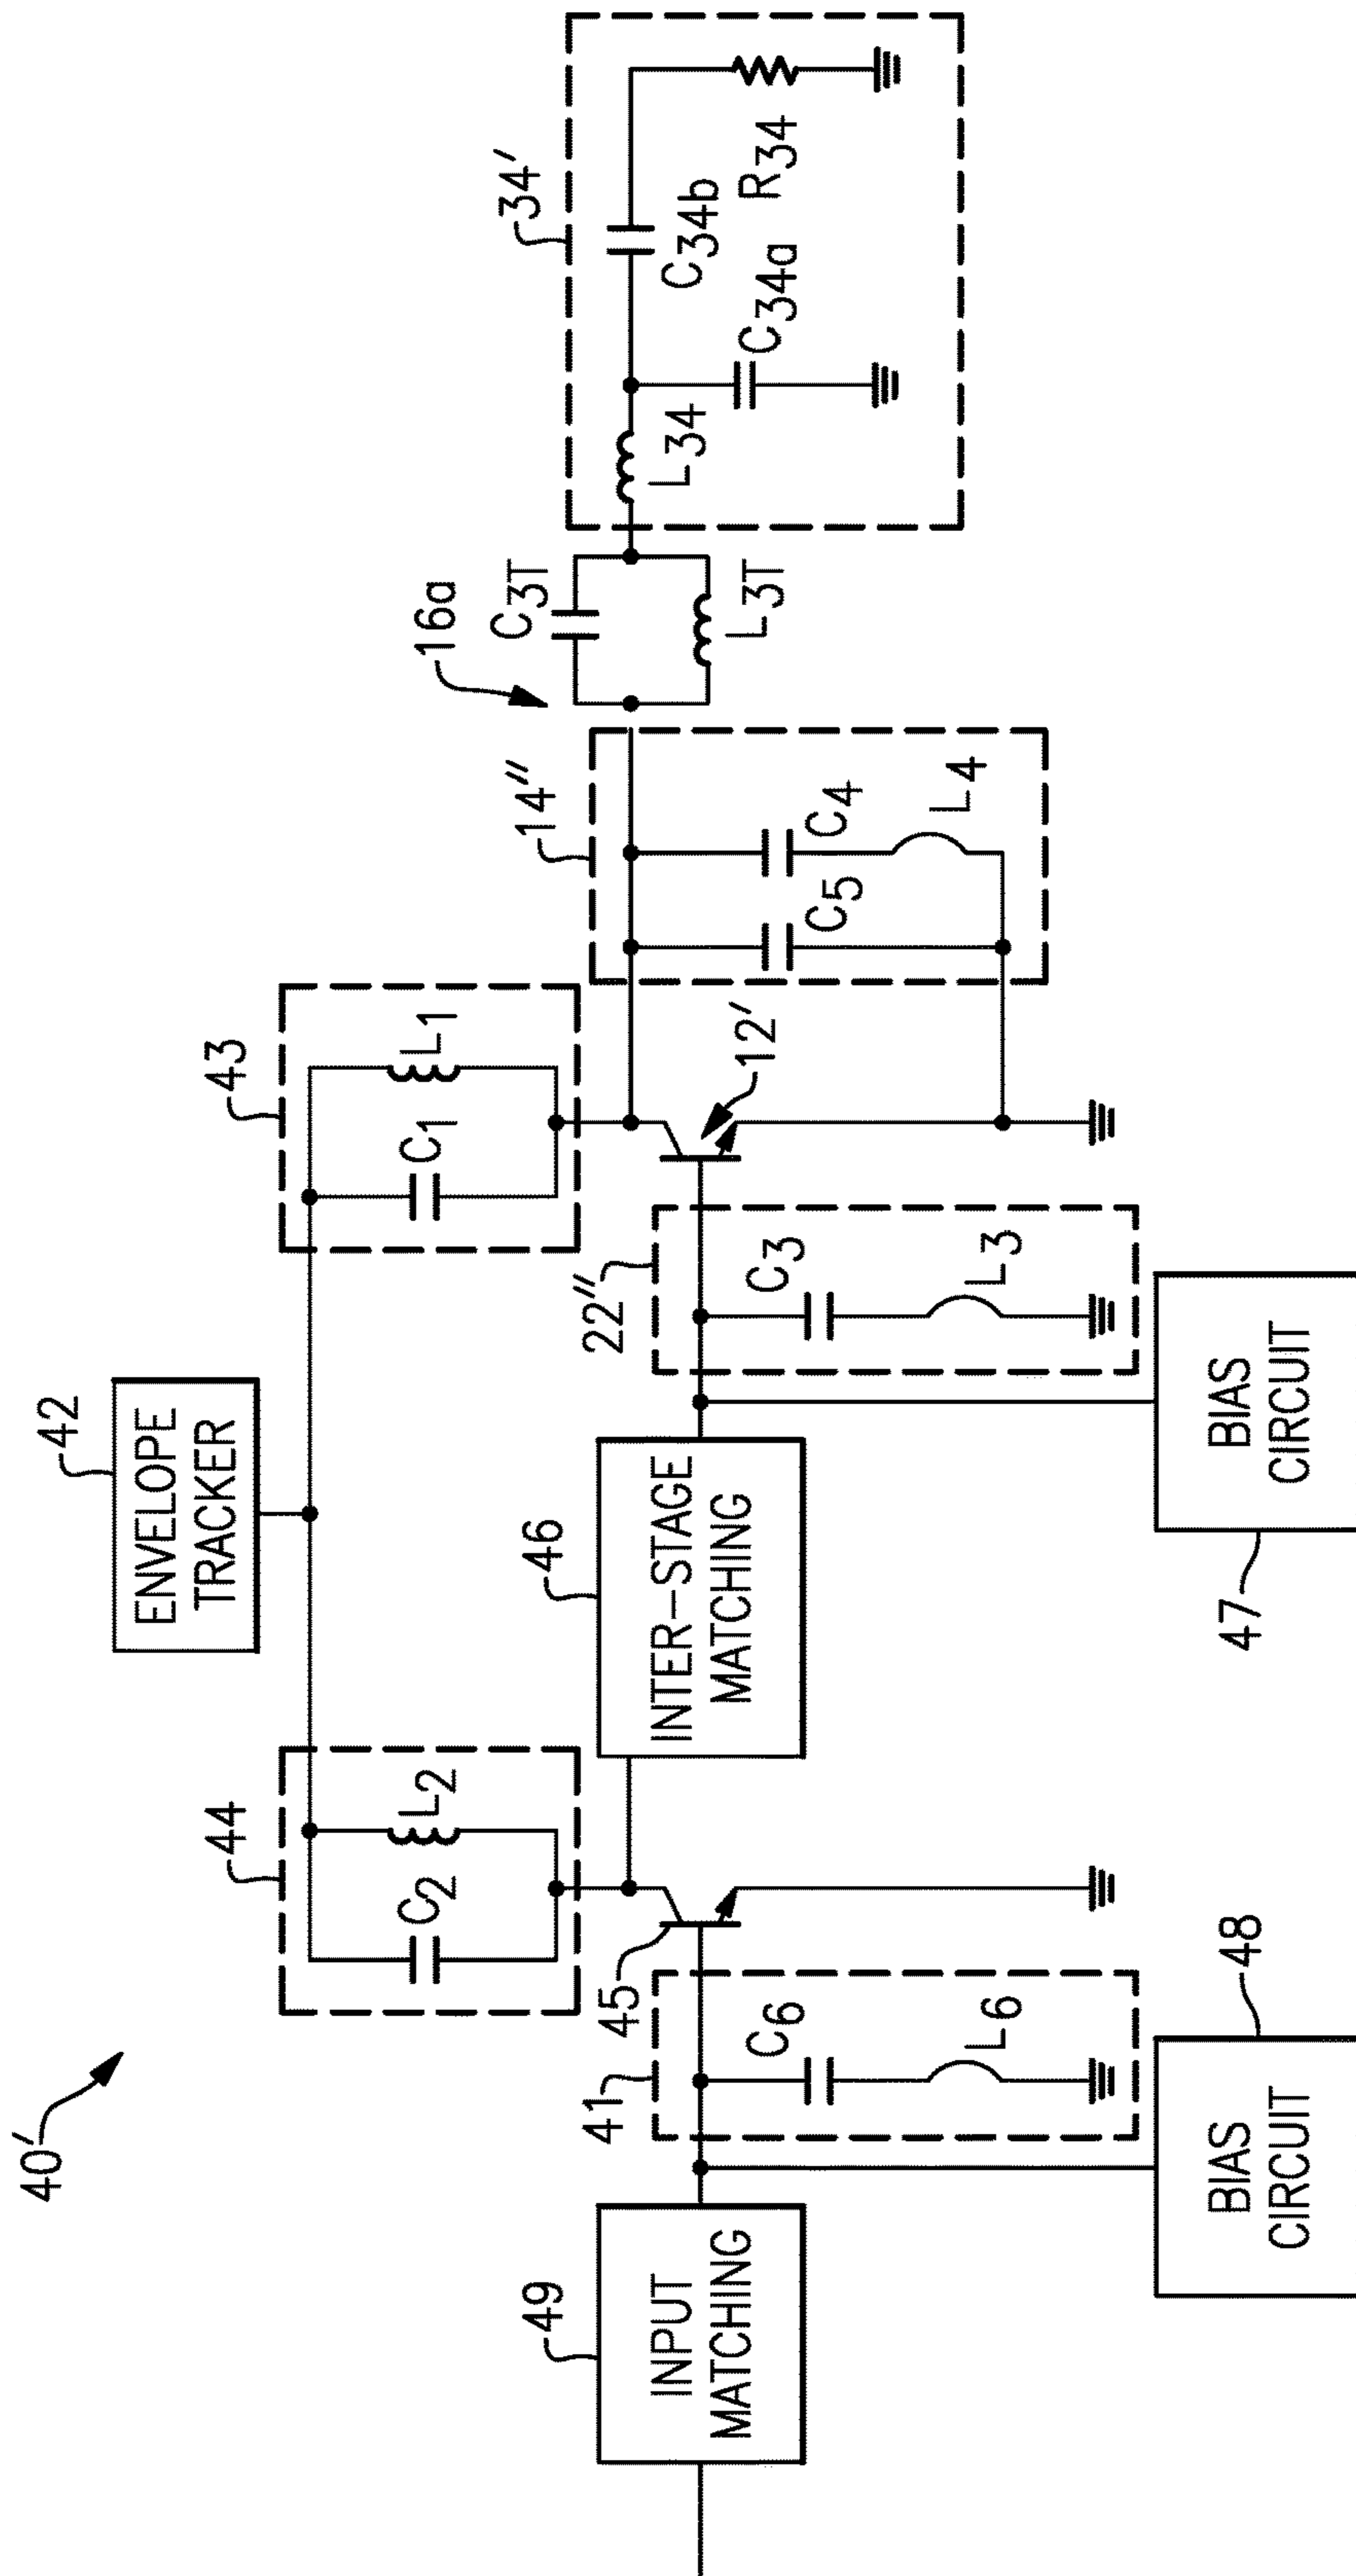 40′
42
ENVELOPE
TRACKER
44
C2
L2
43
C1
L1
49
INPUT
MATCHING
41
C6
L6
45
46
INTER-STAGE
MATCHING
22″
C3
L3
12′
14″
C5
C4
L4
16a
C3T
L3T
34′
L34
C34a
C34b
R34
BIAS
CIRCUIT
48
47
BIAS
CIRCUIT